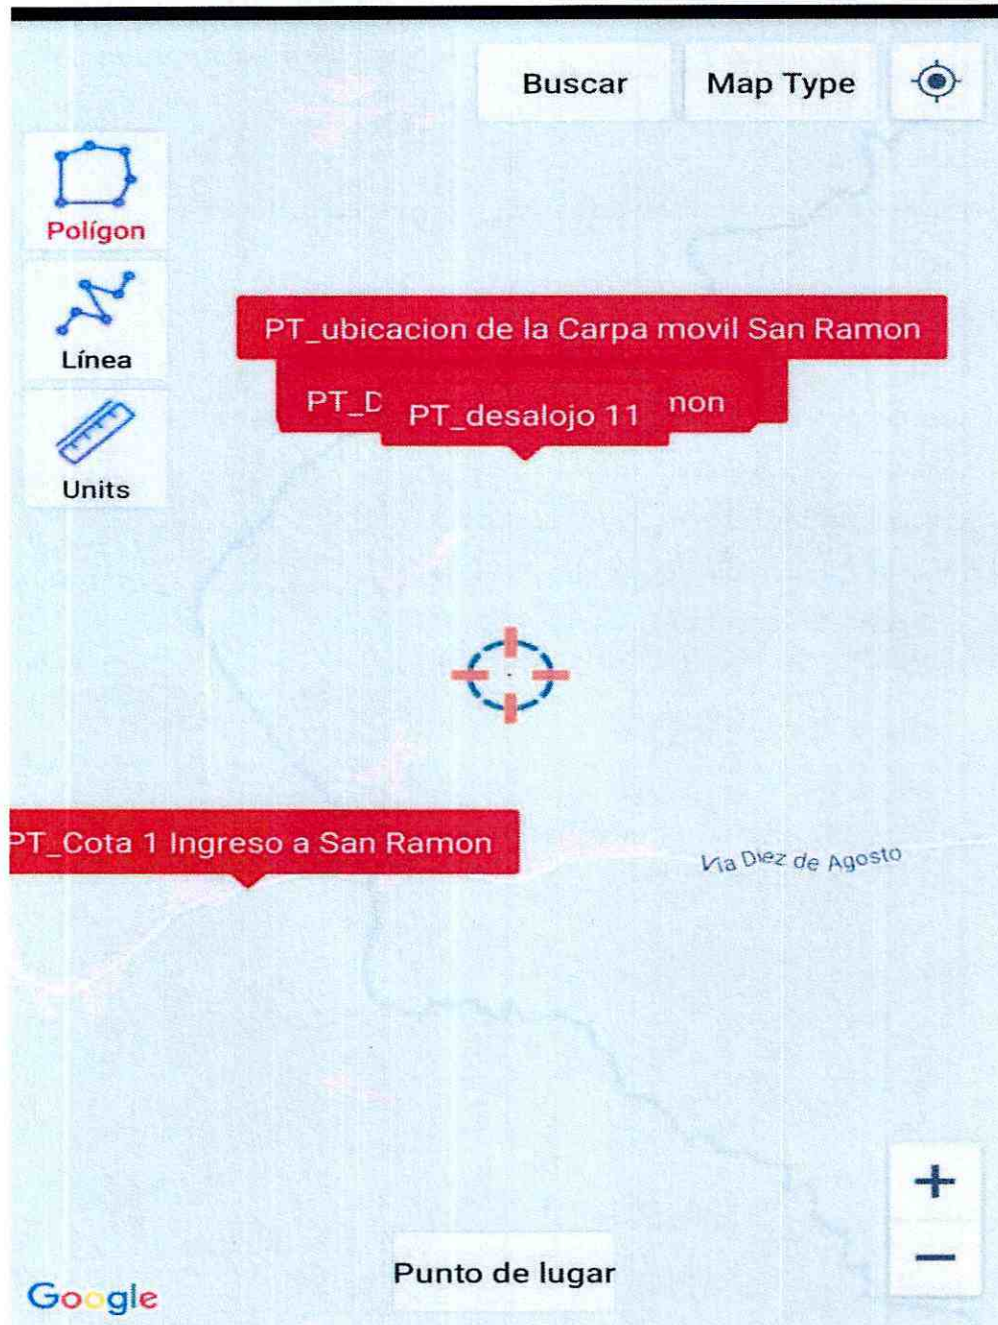 Buscar
Map Type
Polígon
Línea
Units
PT_ubicacion de la Carpa movil San Ramon
PT_D
non
PT_desalojo 11
PT_Cota 1 Ingreso a San Ramon
Vía Diez de Agosto
Punto de lugar
Google